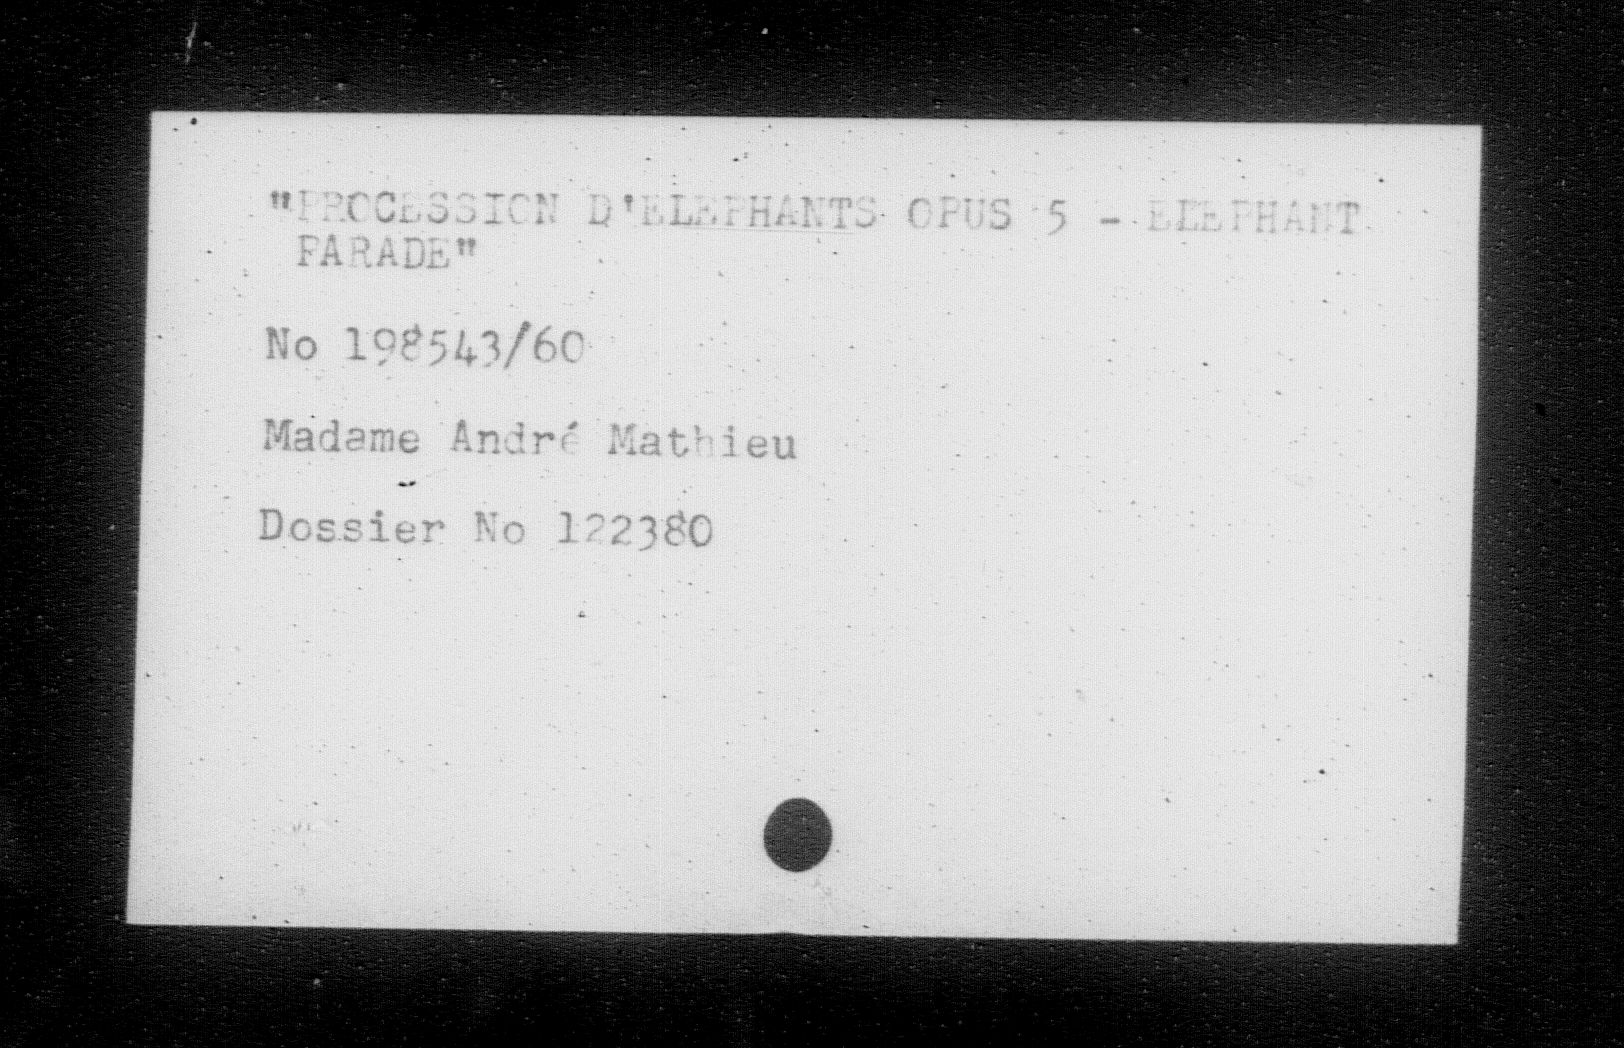 "PROCESSION D'ELEPHANTS OPUS 5 - ELEPHANT
PARADE"
No 198543/60
Madame André Mathieu
Dossier No 122380